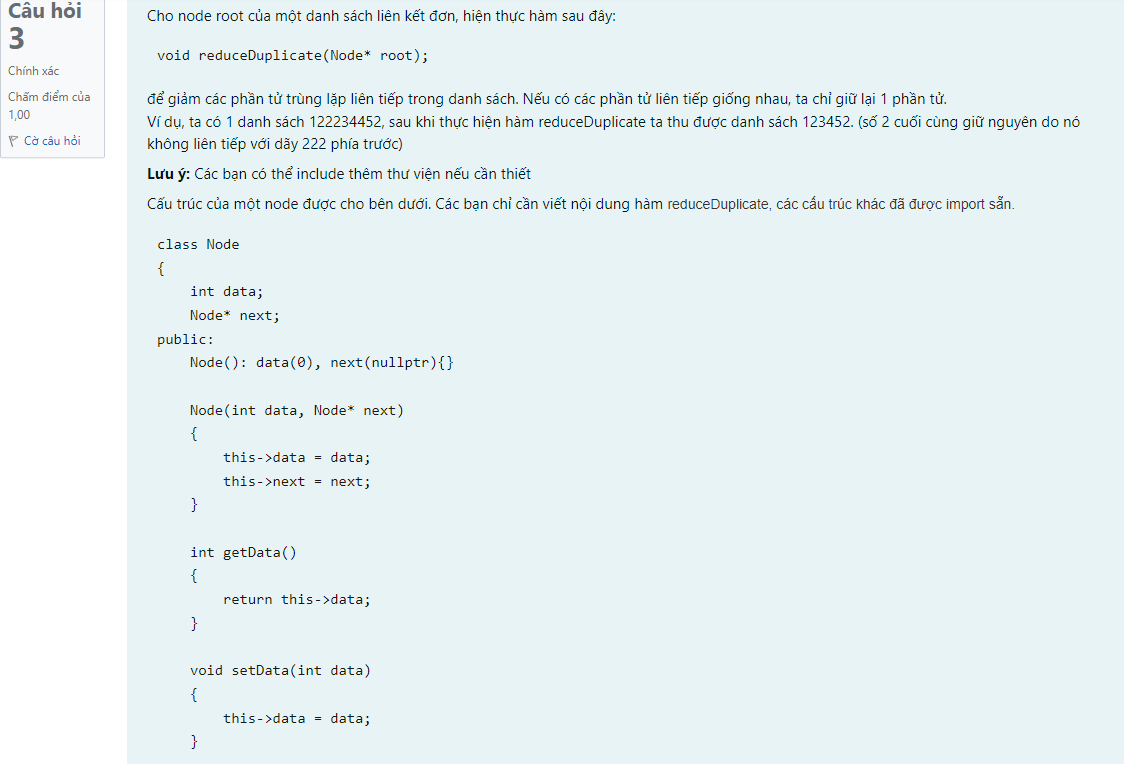 Câu hỏi
3
Chính xác
Chấm điểm của
1,00
Cờ câu hỏi
Cho node root của một danh sách liên kết đơn, hiện thực hàm sau đây:
void reduceDuplicate(Node* root);
để giảm các phần tử trùng lặp liên tiếp trong danh sách. Nếu có các phần tử liên tiếp giống nhau, ta chỉ giữ lại 1 phần tử.
Ví dụ, ta có 1 danh sách 122234452, sau khi thực hiện hàm reduceDuplicate ta thu được danh sách 123452. (số 2 cuối cùng giữ nguyên do nó
không liên tiếp với dãy 222 phía trước)
Lưu ý: Các bạn có thể include thêm thư viện nếu cần thiết
Cấu trúc của một node được cho bên dưới. Các bạn chỉ cần viết nội dung hàm reduceDuplicate, các cấu trúc khác đã được import sẵn.
class Node
{
    int data;
    Node* next;
public:
    Node(): data(0), next(nullptr){}
    Node(int data, Node* next)
    {
        this->data = data;
        this->next = next;
    }
    int getData()
    {
        return this->data;
    }
    void setData(int data)
    {
        this->data = data;
    }